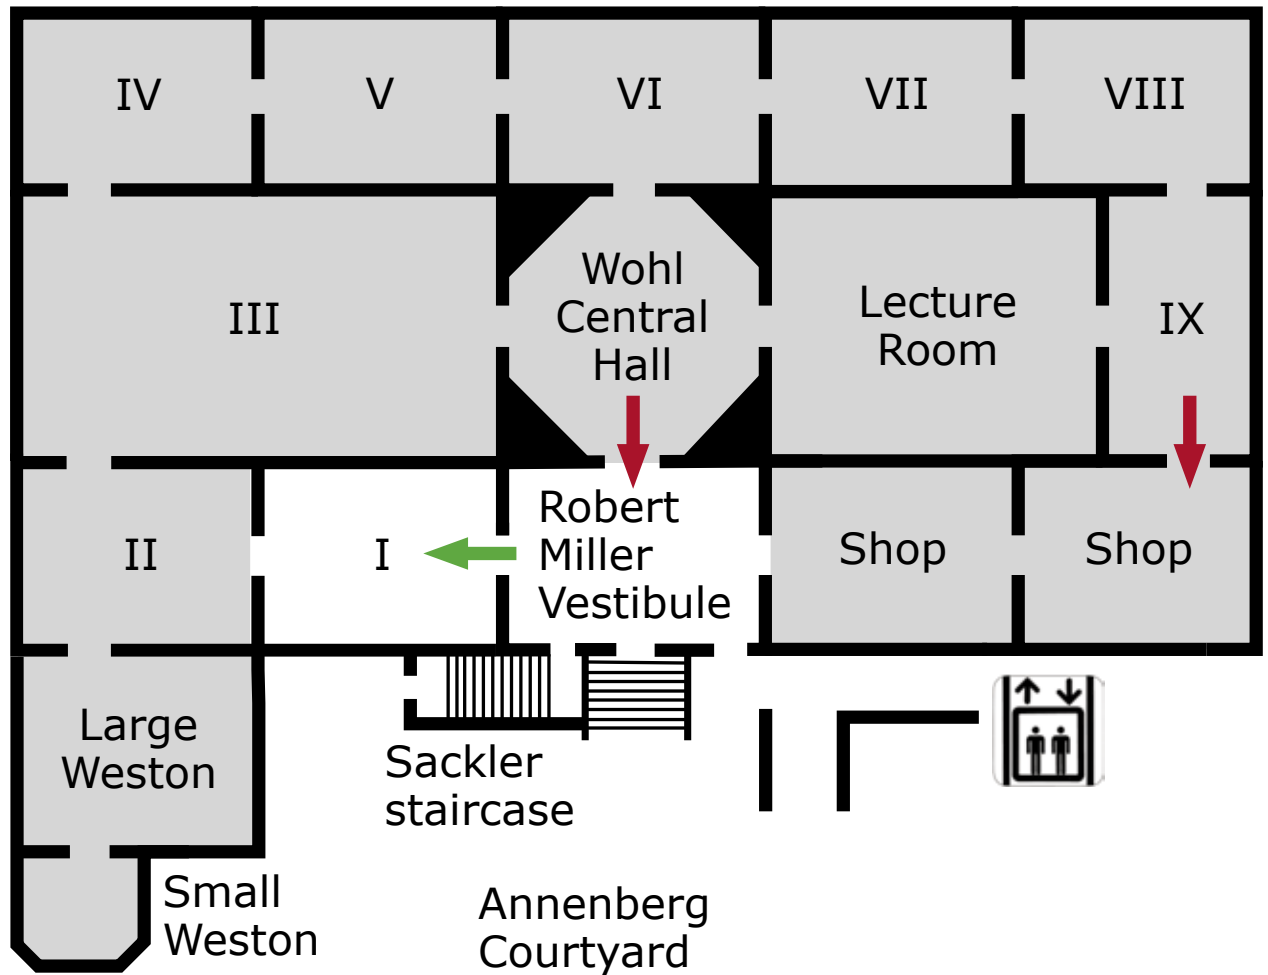 IV
V
VI
VII
VIII
III
Wohl
Central
Hall
Lecture
Room
IX
II
I
Robert
Miller
Vestibule
Shop
Shop
Large
Weston
Sackler
staircase
Small
Weston
Annenberg
Courtyard